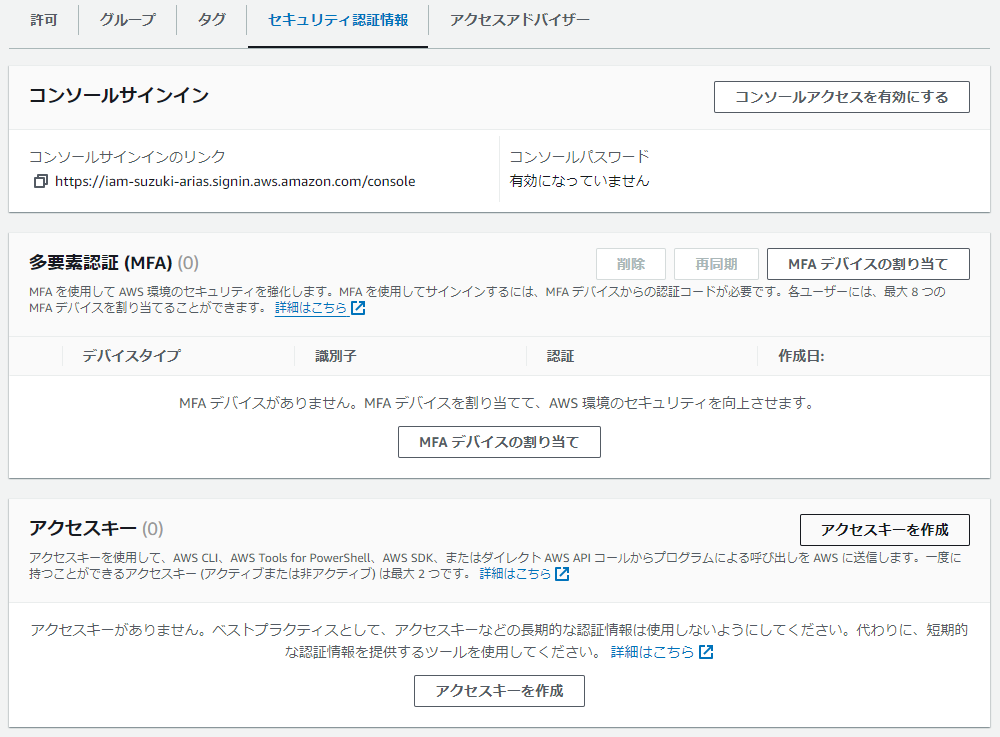 許可 グループ タグ セキュリティ認証情報 アクセスアドバイザー
コンソールサインイン
コンソールアクセスを有効にする
コンソールサインインのリンク
https://iam-suzuki-arias.signin.aws.amazon.com/console
コンソールパスワード
有効になっていません
多要素認証 (MFA) (0)
削除 再同期 MFA デバイスの割り当て
MFA を使用して AWS 環境のセキュリティを強化します。MFA を使用してサインインするには、MFA デバイスからの認証コードが必要です。各ユーザーには、最大 8 つの
MFA デバイスを割り当てることができます。 詳細はこちら
デバイスタイプ 識別子 認証 作成日:
MFA デバイスがありません。MFA デバイスを割り当てて、AWS 環境のセキュリティを向上させます。
MFA デバイスの割り当て
アクセスキー (0)
アクセスキーを作成
アクセスキーを使用して、AWS CLI、AWS Tools for PowerShell、AWS SDK、またはダイレクト AWS API コールからプログラムによる呼び出しを AWS に送信します。一度に
持つことができるアクセスキー (アクティブまたは非アクティブ) は最大 2 つです。 詳細はこちら
アクセスキーがありません。ベストプラクティスとして、アクセスキーなどの長期的な認証情報は使用しないようにしてください。代わりに、短期的
な認証情報を提供するツールを使用してください。 詳細はこちら
アクセスキーを作成